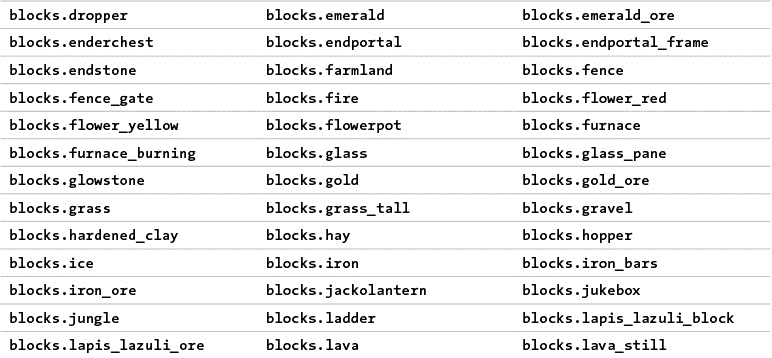 blocks.dropper blocks.emerald blocks.emerald_ore
blocks.enderchest blocks.endportal blocks.endportal_frame
blocks.endstone blocks.farmland blocks.fence
blocks.fence_gate blocks.fire blocks.flower_red
blocks.flower_yellow blocks.flowerpot blocks.furnace
blocks.furnace_burning blocks.glass blocks.glass_pane
blocks.glowstone blocks.gold blocks.gold_ore
blocks.grass blocks.grass_tall blocks.gravel
blocks.hardened_clay blocks.hay blocks.hopper
blocks.ice blocks.iron blocks.iron_bars
blocks.iron_ore blocks.jackolantern blocks.jukebox
blocks.jungle blocks.ladder blocks.lapis_lazuli_block
blocks.lapis_lazuli_ore blocks.lava blocks.lava_still